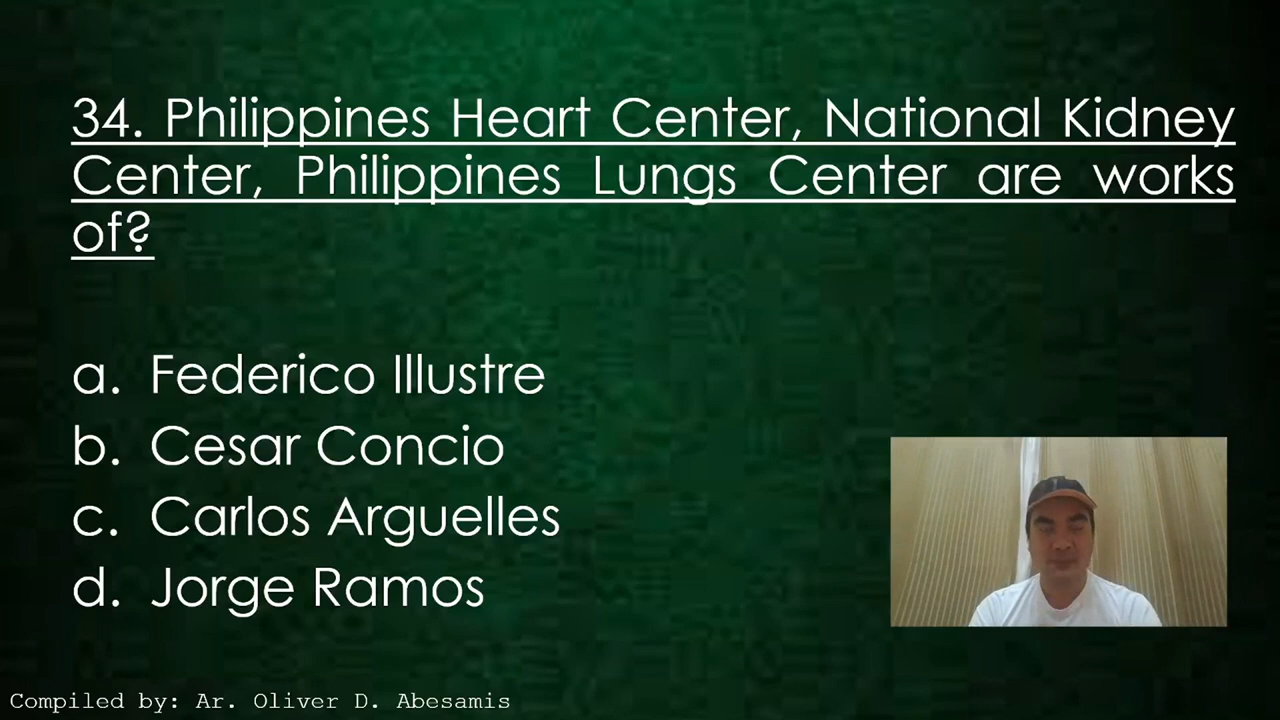 34. Philippines Heart Center, National Kidney
Center, Philippines Lungs Center are works
of?
a. Federico Illustre
b. Cesar Concio
c. Carlos Arguelles
d. Jorge Ramos
Compiled by: Ar. Oliver D. Abesamis